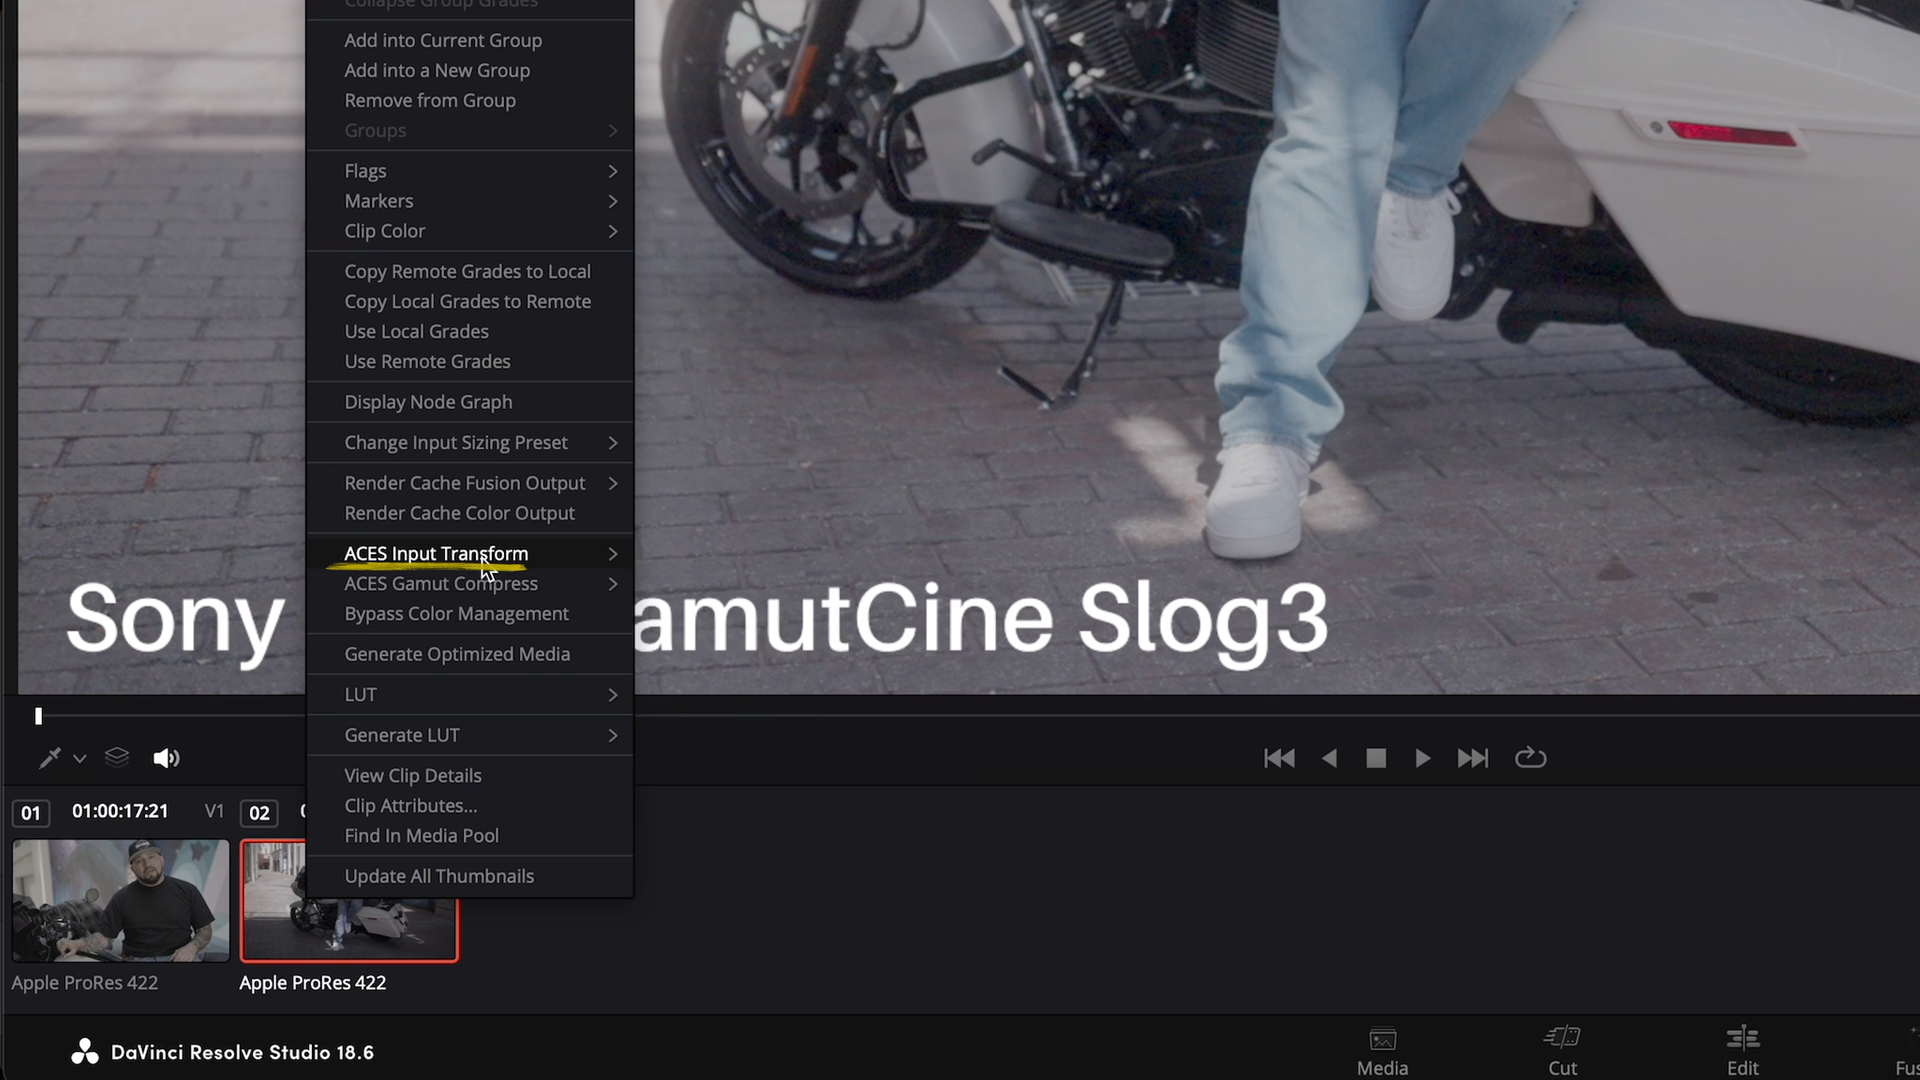 Collapse Group Grades
Add into Current Group
Add into a New Group
Remove from Group
Groups
Flags
Markers
Clip Color
Copy Remote Grades to Local
Copy Local Grades to Remote
Use Local Grades
Use Remote Grades
Display Node Graph
Change Input Sizing Preset
Render Cache Fusion Output
Render Cache Color Output
ACES Input Transform
ACES Gamut Compress
Bypass Color Management
Generate Optimized Media
LUT
Generate LUT
View Clip Details
Clip Attributes...
Find In Media Pool
Update All Thumbnails
Sony amutCine Slog3
01 01:00:17:21 V1 02
Apple ProRes 422 Apple ProRes 422
DaVinci Resolve Studio 18.6
Media Cut Edit